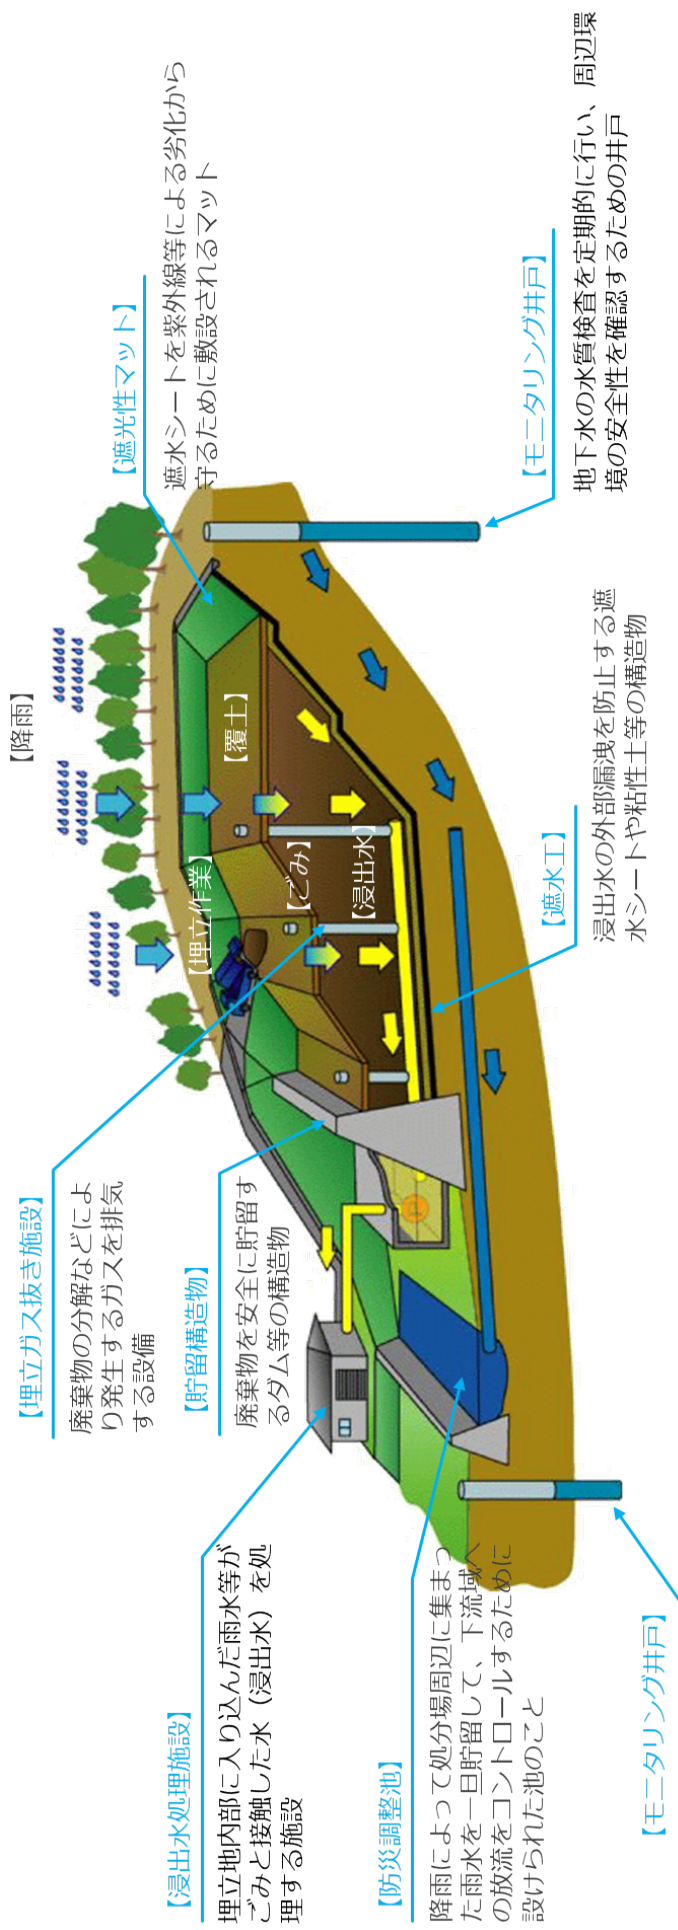 【降雨】
【埋立ガス抜き施設】
廃棄物の分解などによ
り発生するガスを排気
する設備
【遮光性マット】
遮水シートを紫外線等による劣化から
守るために敷設されるマット
【貯留構造物】
廃棄物を安全に貯留す
るダム等の構造物
【浸出水処理施設】
埋立地内部に入り込んだ雨水等が
ごみと接触した水（浸出水）を処
理する施設
【埋立作業】
【覆土】
【ごみ】
【浸出水】
P
【防災調整池】
降雨によって処分場周辺に集まっ
た雨水を一旦貯留して、下流域へ
の放流をコントロールするために
設けられた池のこと
【遮水工】
浸出水の外部漏洩を防止する遮
水シートや粘性土等の構造物
【モニタリング井戸】
地下水の水質検査を定期的に行い、周辺環
境の安全性を確認するための井戸
【モニタリング井戸】